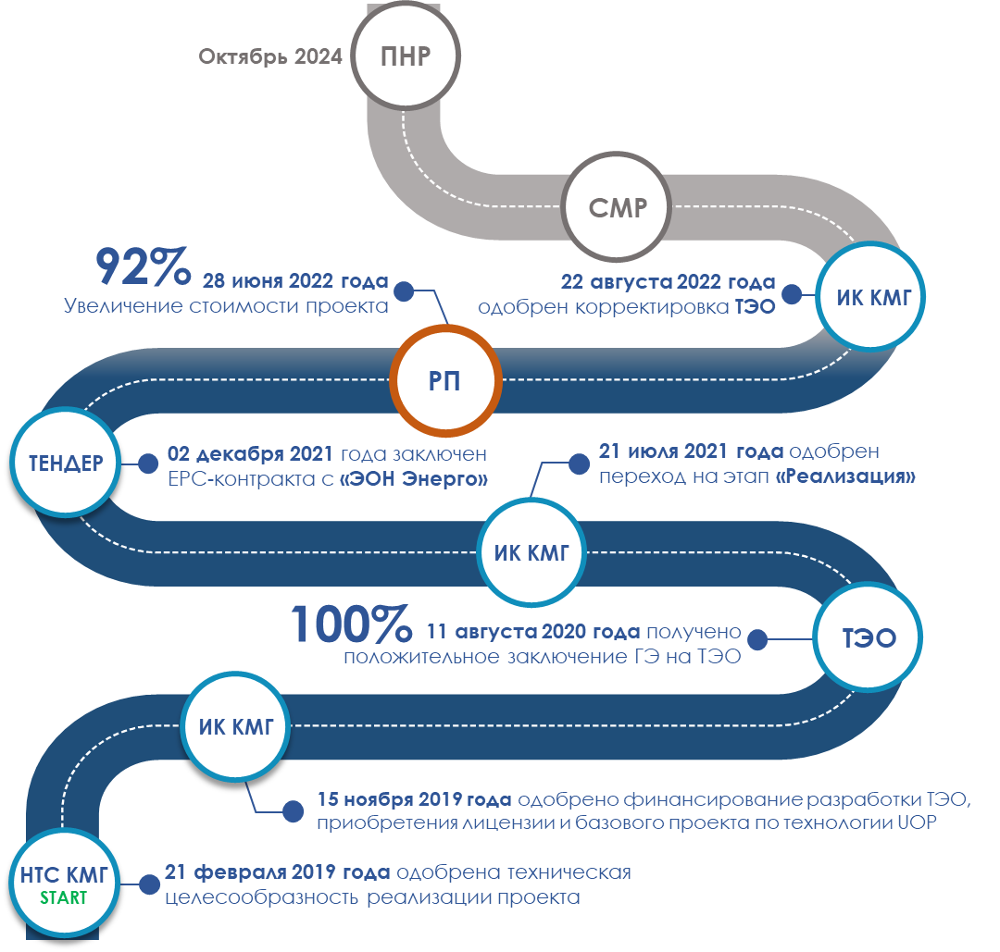 Октябрь 2024
ПНР
СМР
92% 28 июня 2022 года
Увеличение стоимости проекта
22 августа 2022 года
одобрен корректировка ТЭО
ИК КМГ
РП
ТЕНДЕР
02 декабря 2021 года заключен
ЕРС-контракта с «ЭОН Энерго»
21 июля 2021 года одобрен
переход на этап «Реализация»
ИК КМГ
100% 11 августа 2020 года получено
положительное заключение ГЭ на ТЭО
ТЭО
ИК КМГ
15 ноября 2019 года одобрено финансирование разработки ТЭО,
приобретения лицензии и базового проекта по технологии UOP
НТС КМГ
START
21 февраля 2019 года одобрена техническая
целесообразность реализации проекта